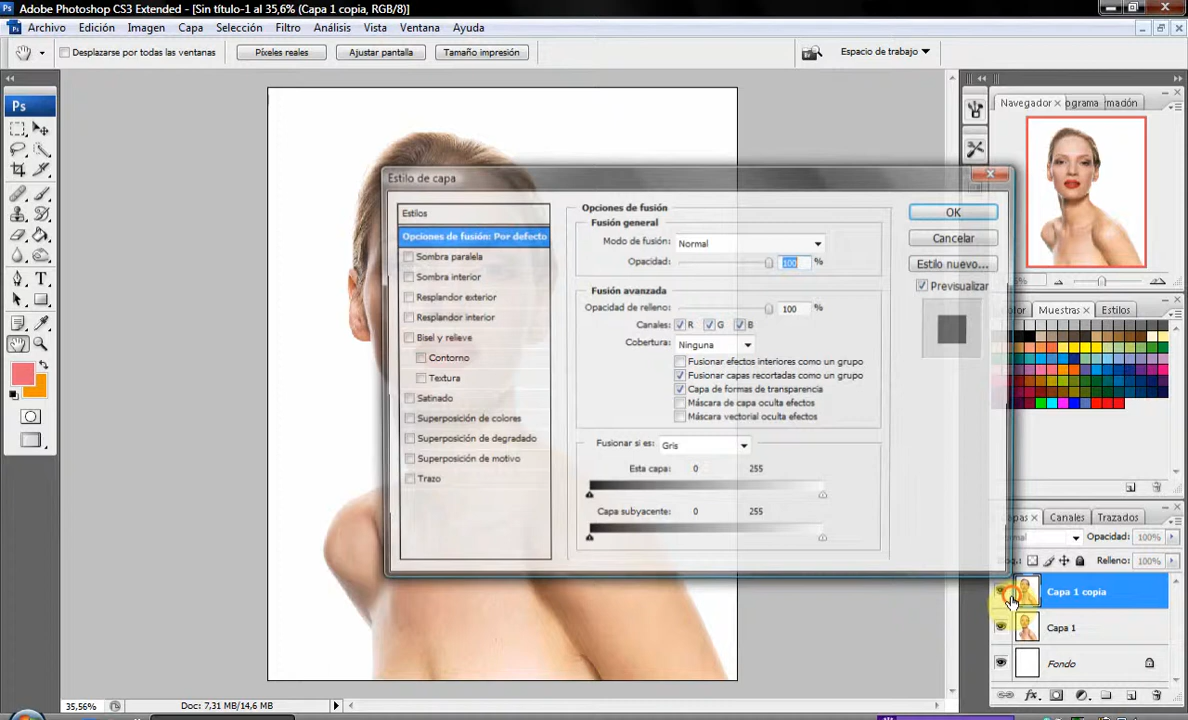 Ps Adobe Photoshop CS3 Extended - [Sin título-1 al 35,6% (Capa 1 copia, RGB/8)]
Ps Archivo Edición Imagen Capa Selección Filtro Análisis Vista Ventana Ayuda
Desplazarse por todas las ventanas Píxeles reales Ajustar pantalla Tamaño impresión Espacio de trabajo
Ps
Navegador
Muestras Estilos
Estilo de capa
Estilos
Opciones de fusión: Por defecto
Sombra paralela
Sombra interior
Resplandor exterior
Resplandor interior
Bisel y relieve
Contorno
Textura
Satinado
Superposición de colores
Superposición de degradado
Superposición de motivo
Trazo
Opciones de fusión
Fusión general
Modo de fusión: Normal
Opacidad: 100 %
Fusión avanzada
Opacidad de relleno: 100 %
Canales: R G B
Cobertura: Ninguna
Fusionar efectos interiores como un grupo
Fusionar capas recortadas como un grupo
Capa de formas de transparencia
Máscara de capa oculta efectos
Máscara vectorial oculta efectos
Fusionar si es: Gris
Esta capa: 0 255
Capa subyacente: 0 255
OK
Cancelar
Estilo nuevo...
Previsualizar
Canales Trazados
Opacidad: 100%
Relleno: 100%
Capa 1 copia
Capa 1
Fondo
35,56% Doc: 7,31 MB/14,6 MB